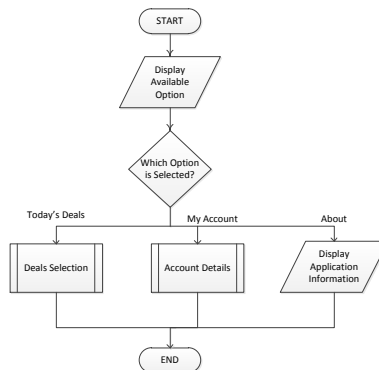 START
Display
Available
Option
Which Option
is Selected?
Today's Deals
My Account
About
Deals Selection
Account Details
Display
Application
Information
END